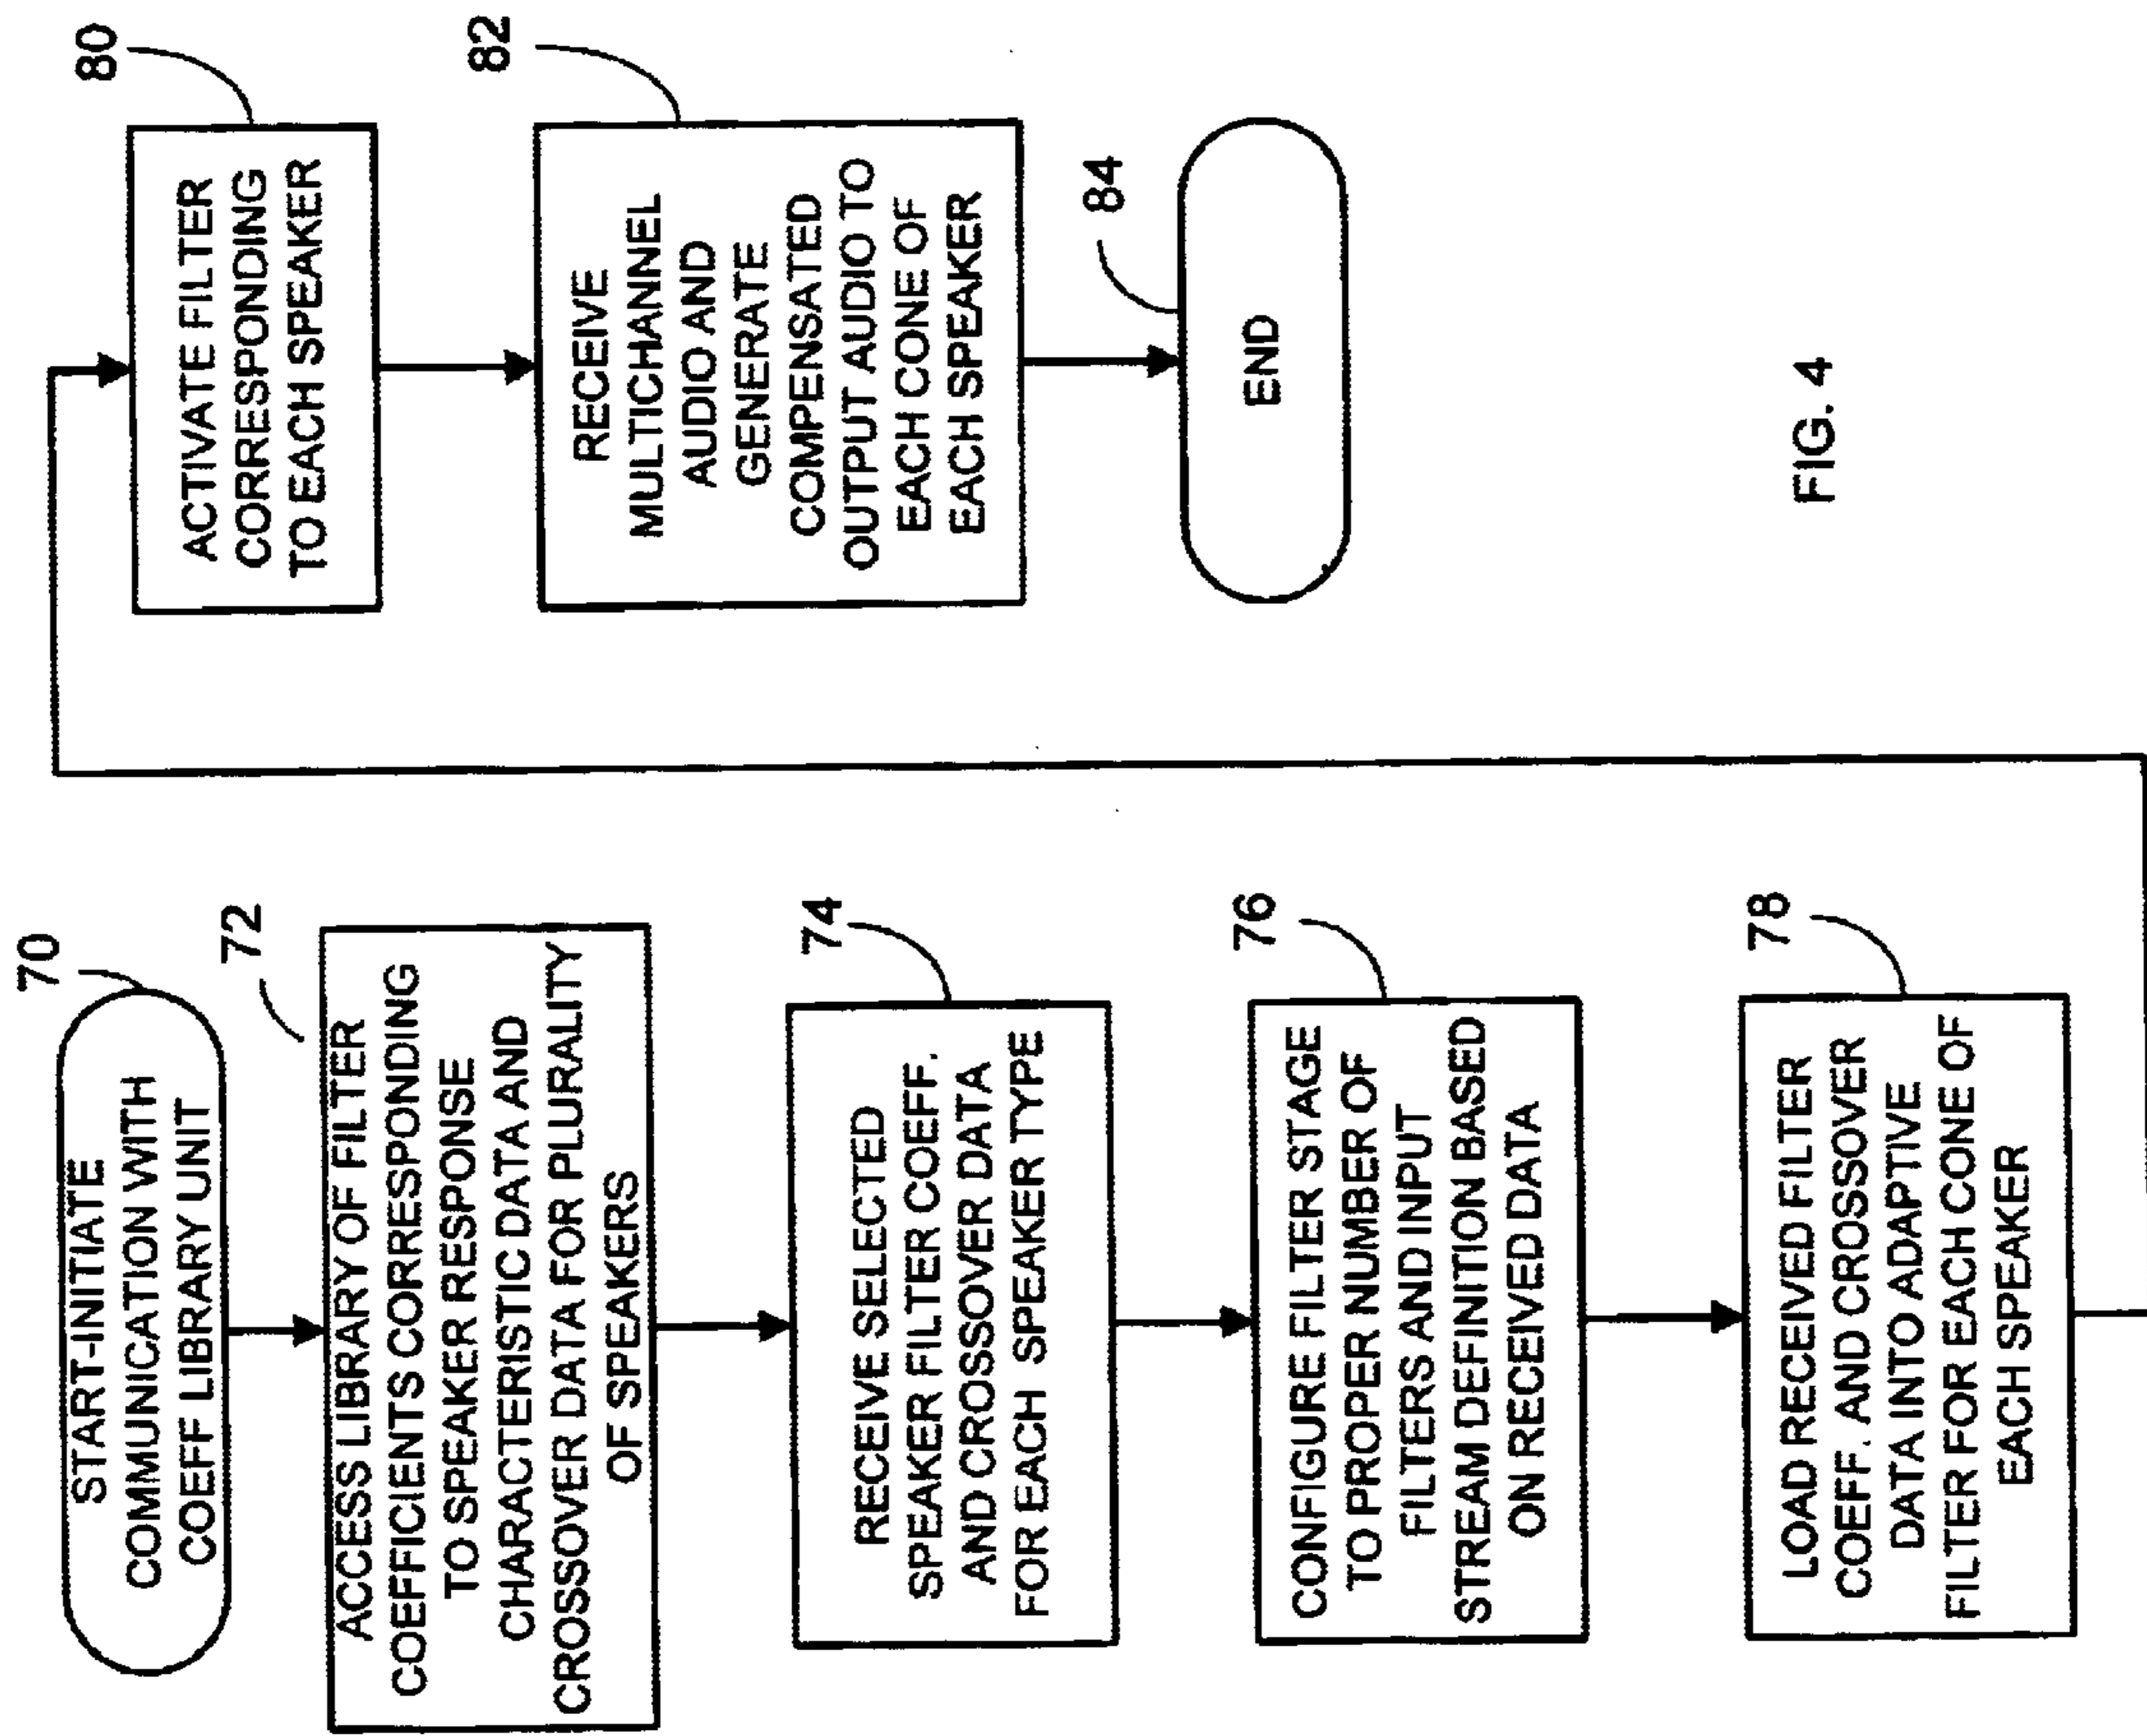 70
START-INITIATE
COMMUNICATION WITH
COEFF LIBRARY UNIT
72
ACCESS LIBRARY OF FILTER
COEFFICIENTS CORRESPONDING
TO SPEAKER RESPONSE
CHARACTERISTIC DATA AND
CROSSOVER DATA FOR PLURALITY
OF SPEAKERS
74
RECEIVE SELECTED
SPEAKER FILTER COEFF.
AND CROSSOVER DATA
FOR EACH SPEAKER TYPE
76
CONFIGURE FILTER STAGE
TO PROPER NUMBER OF
FILTERS AND INPUT
STREAM DEFINITION BASED
ON RECEIVED DATA
78
LOAD RECEIVED FILTER
COEFF. AND CROSSOVER
DATA INTO ADAPTIVE
FILTER FOR EACH CONE OF
EACH SPEAKER
80
ACTIVATE FILTER
CORRESPONDING
TO EACH SPEAKER
82
RECEIVE
MULTICHANNEL
AUDIO AND
GENERATE
COMPENSATED
OUTPUT AUDIO TO
EACH CONE OF
EACH SPEAKER
84
END
FIG. 4